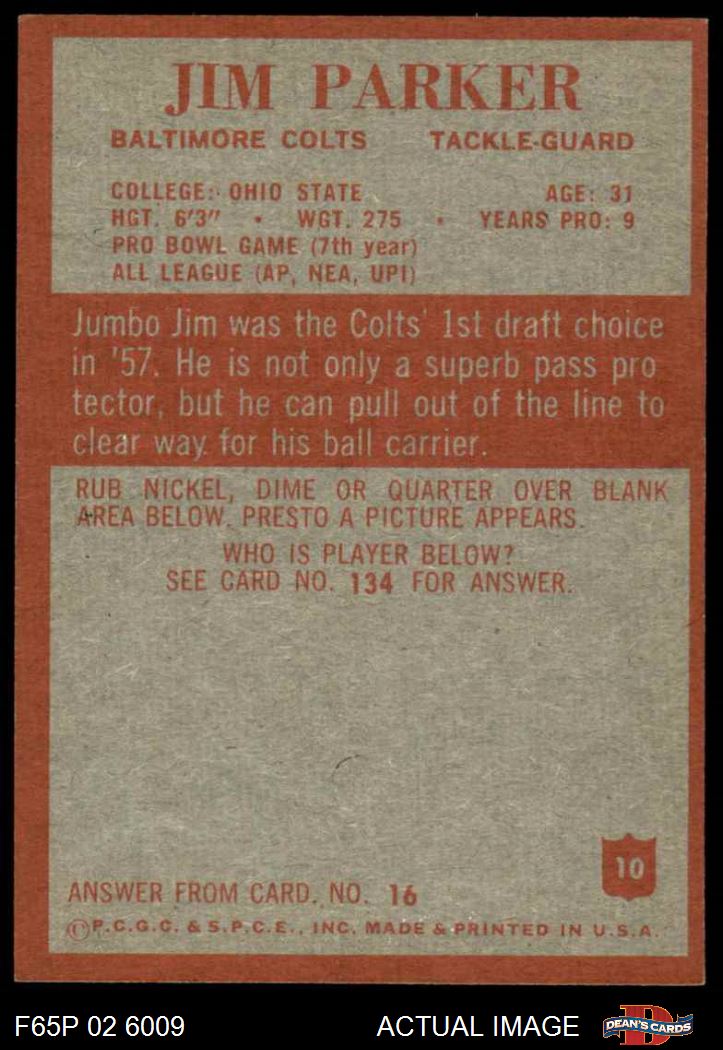 JIM PARKER
BALTIMORE COLTS TACKLE-GUARD
COLLEGE: OHIO STATE AGE: 31
HGT. 6'3" • WGT. 275 • YEARS PRO: 9
PRO BOWL GAME (7th year)
ALL LEAGUE (AP, NEA, UPI)
Jumbo Jim was the Colts' 1st draft choice
in '57. He is not only a superb pass pro
tector, but he can pull out of the line to
clear way for his ball carrier.
RUB NICKEL, DIME OR QUARTER OVER BLANK
AREA BELOW. PRESTO A PICTURE APPEARS.
WHO IS PLAYER BELOW?
SEE CARD NO. 134 FOR ANSWER.
10
ANSWER FROM CARD. NO. 16
©P.C.G.C. & S.P.C.E., INC. MADE & PRINTED IN U.S.A.
F65P 02 6009 ACTUAL IMAGE D DEAN'S CARDS